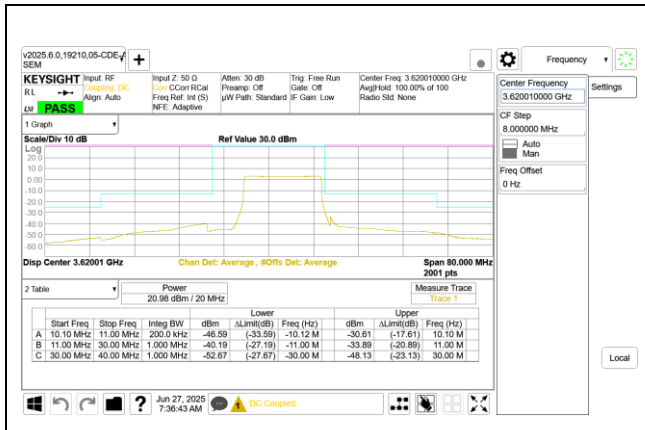 v2025.6.0,19210,05-CDE-A
SEM
+
Frequency
KEYSIGHT
Input: RF
Coupling: DC
Align: Auto
Input Z: 50 Ω
Corr CCorr RCal
Freq Ref: Int (S)
NFE: Adaptive
Atten: 30 dB
Preamp: Off
µW Path: Standard
Trig: Free Run
Gate: Off
IF Gain: Low
Center Freq: 3.620010000 GHz
Avg|Hold: 100.00% of 100
Radio Std: None
RL
LXI PASS
Center Frequency
3.620010000 GHz
Settings
CF Step
8.000000 MHz
Auto
Man
Freq Offset
0 Hz
1 Graph
Scale/Div 10 dB
Ref Value 30.0 dBm
Log
20.0
10.0
0.00
-10.0
-20.0
-30.0
-40.0
-50.0
-60.0
Disp Center 3.62001 GHz
Chan Det: Average, #Offs Det: Average
Span 80.000 MHz
2001 pts
2 Table
Power
20.98 dBm / 20 MHz
Measure Trace
Trace 1
Lower Upper
Start Freq Stop Freq Integ BW dBm ΔLimit(dB) Freq (Hz) dBm ΔLimit(dB) Freq (Hz)
A 10.10 MHz 11.00 MHz 200.0 kHz -46.59 (-33.59) -10.12 M -30.61 (-17.61) 10.10 M
B 11.00 MHz 30.00 MHz 1.000 MHz -40.19 (-27.19) -11.00 M -33.89 (-20.89) 11.00 M
C 30.00 MHz 40.00 MHz 1.000 MHz -52.67 (-27.67) -30.00 M -48.13 (-23.13) 30.00 M
Local
?
Jun 27, 2025
7:36:43 AM
DC Coupled